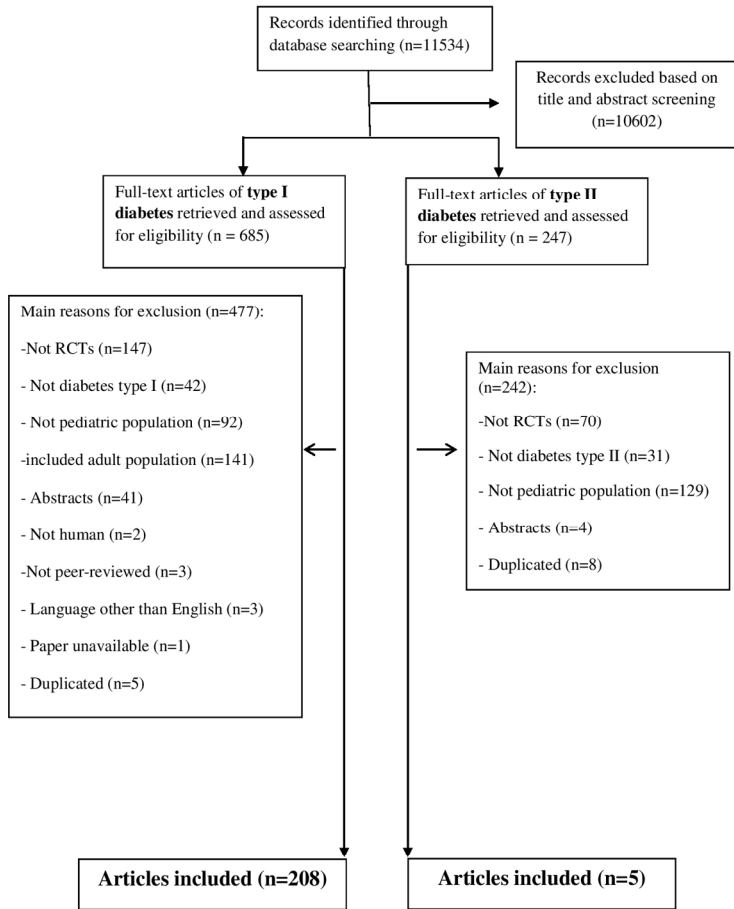 Records identified through
database searching (n=11534)
Records excluded based on
title and abstract screening
(n=10602)
Full-text articles of type I
diabetes retrieved and assessed
for eligibility (n = 685)
Full-text articles of type II
diabetes retrieved and assessed
for eligibility (n = 247)
Main reasons for exclusion (n=477):
-Not RCTs (n=147)
- Not diabetes type I (n=42)
- Not pediatric population (n=92)
-included adult population (n=141)
- Abstracts (n=41)
- Not human (n=2)
-Not peer-reviewed (n=3)
- Language other than English (n=3)
- Paper unavailable (n=1)
- Duplicated (n=5)
Main reasons for exclusion
(n=242):
-Not RCTs (n=70)
- Not diabetes type II (n=31)
- Not pediatric population (n=129)
- Abstracts (n=4)
- Duplicated (n=8)
Articles included (n=208)
Articles included (n=5)